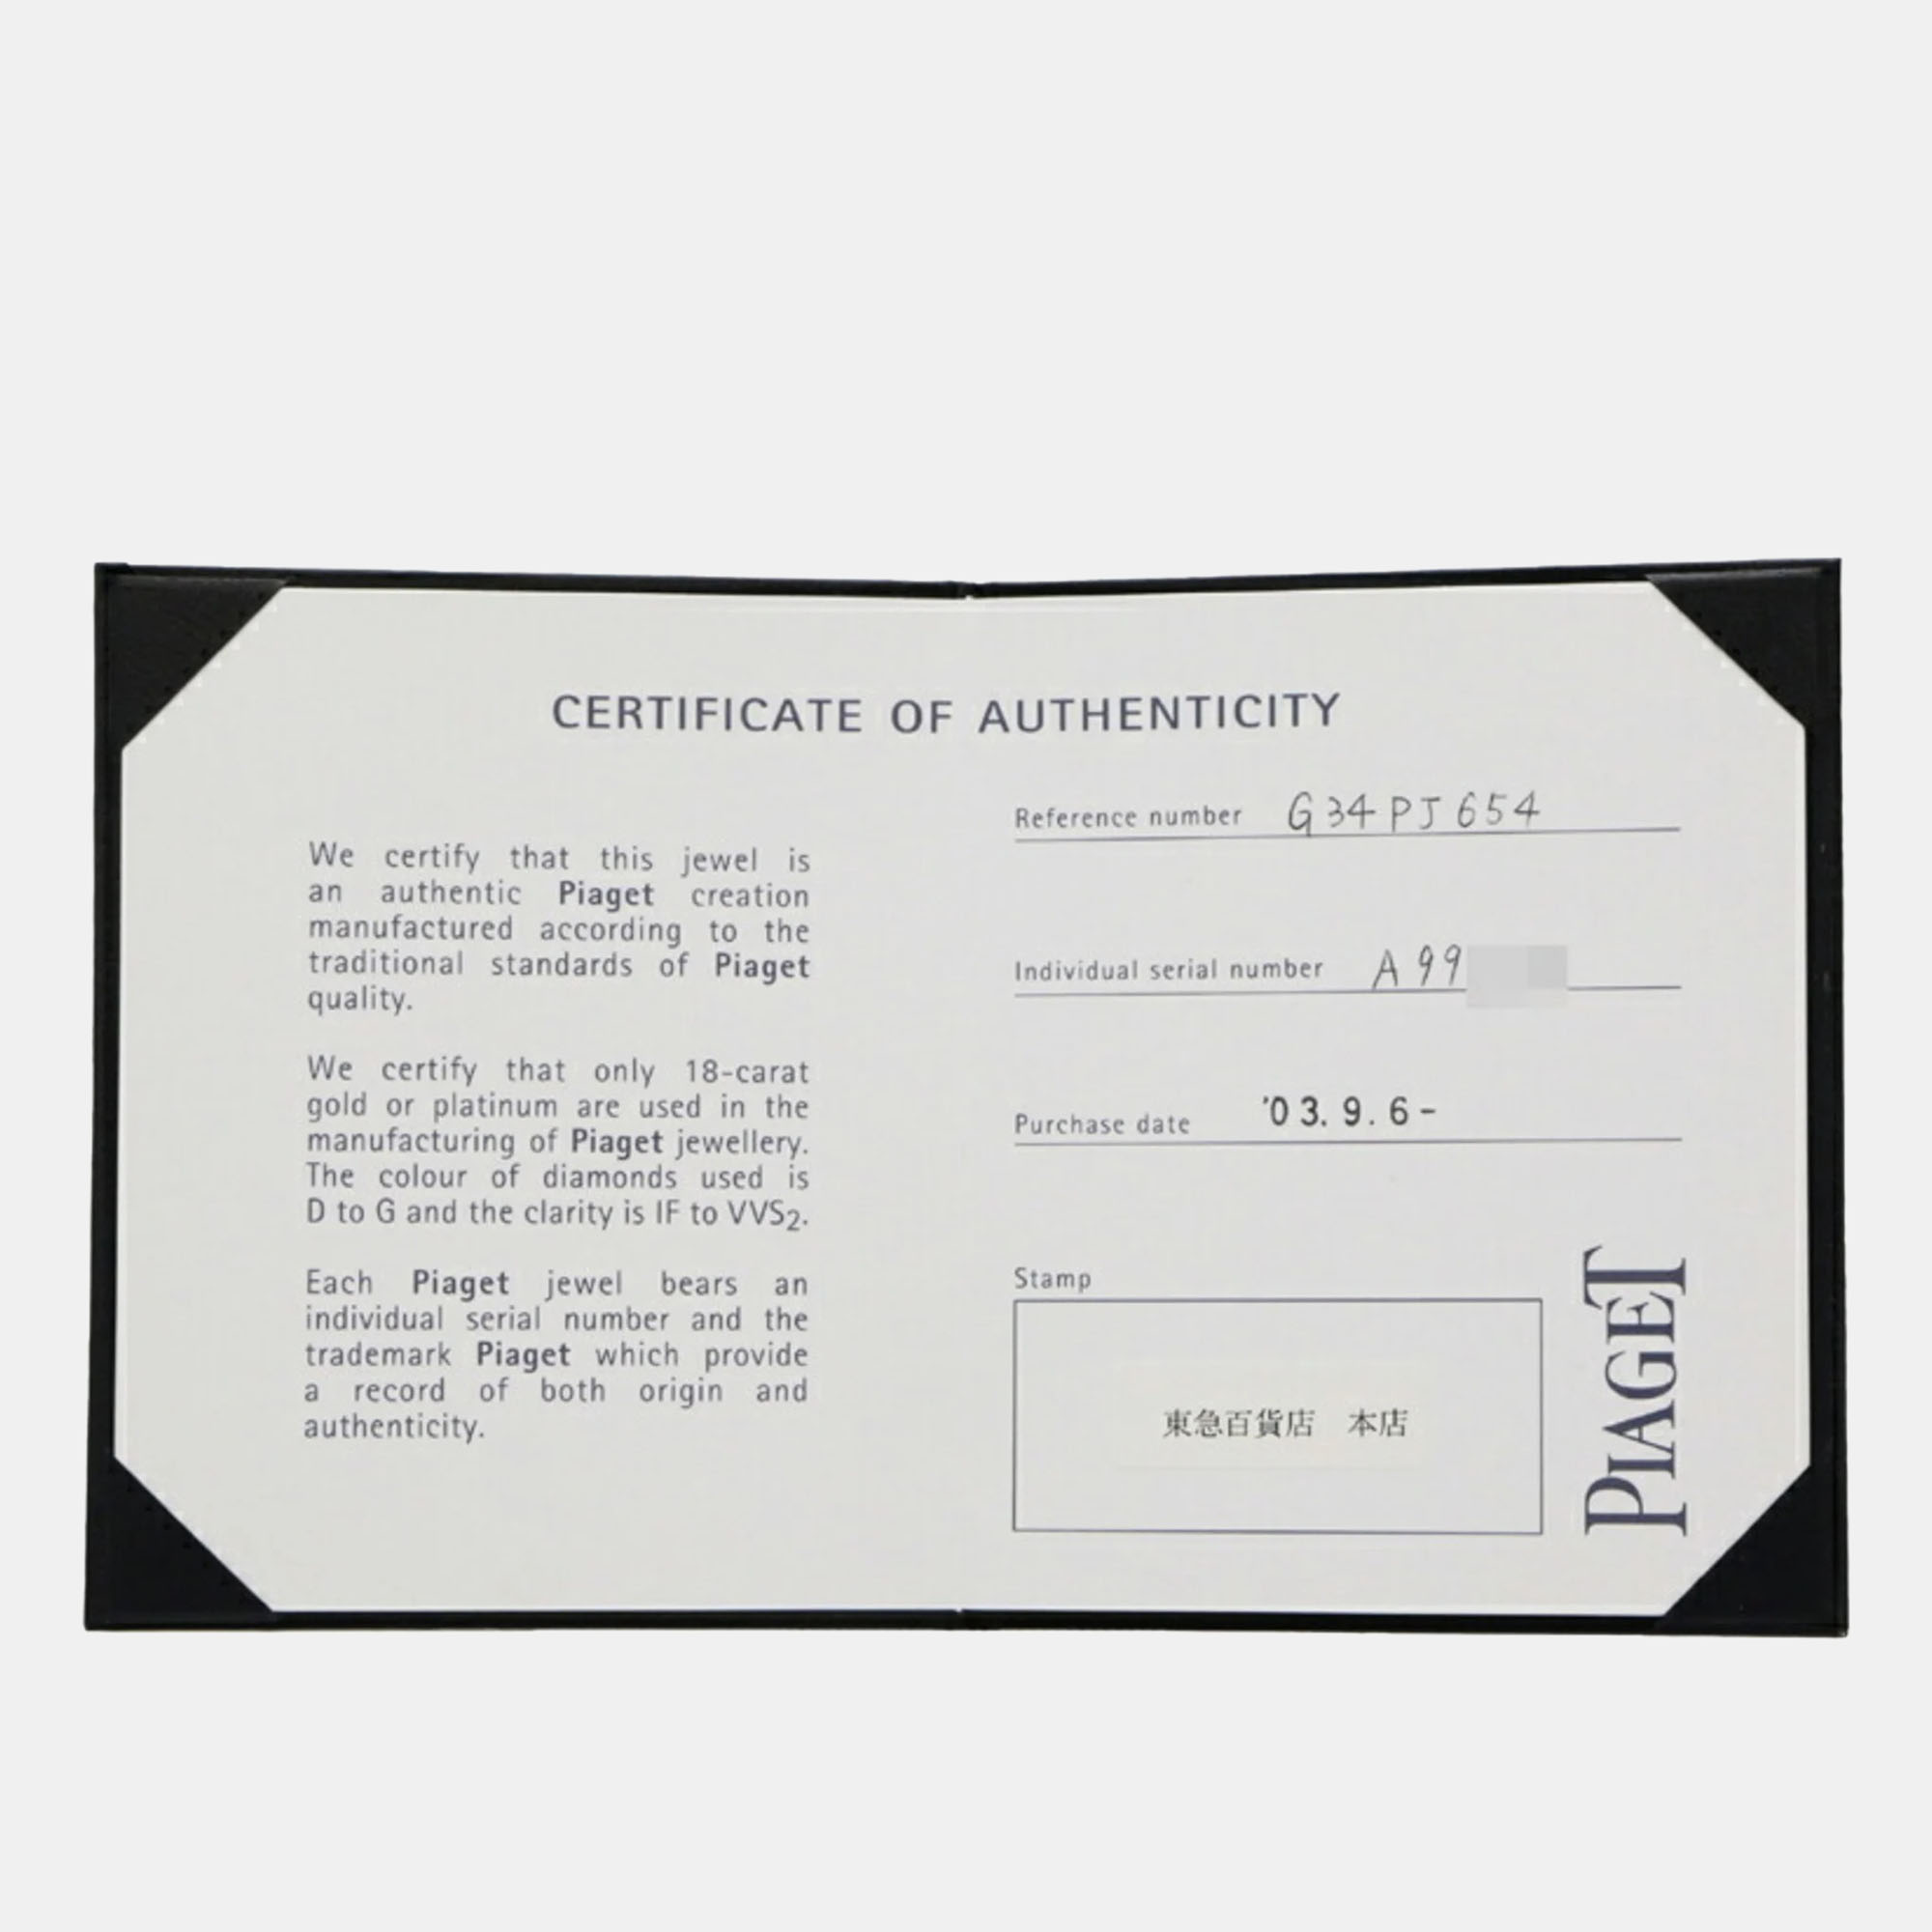 CERTIFICATE OF AUTHENTICITY
We certify that this jewel is
an authentic Piaget creation
manufactured according to the
traditional standards of Piaget
quality.
We certify that only 18-carat
gold or platinum are used in the
manufacturing of Piaget jewellery.
The colour of diamonds used is
D to G and the clarity is IF to VVS2.
Each Piaget jewel bears an
individual serial number and the
trademark Piaget which provide
a record of both origin and
authenticity.
Reference number G34PJ654
Individual serial number A99
Purchase date '03.9.6-
Stamp
東急百貨店　本店
PIAGET